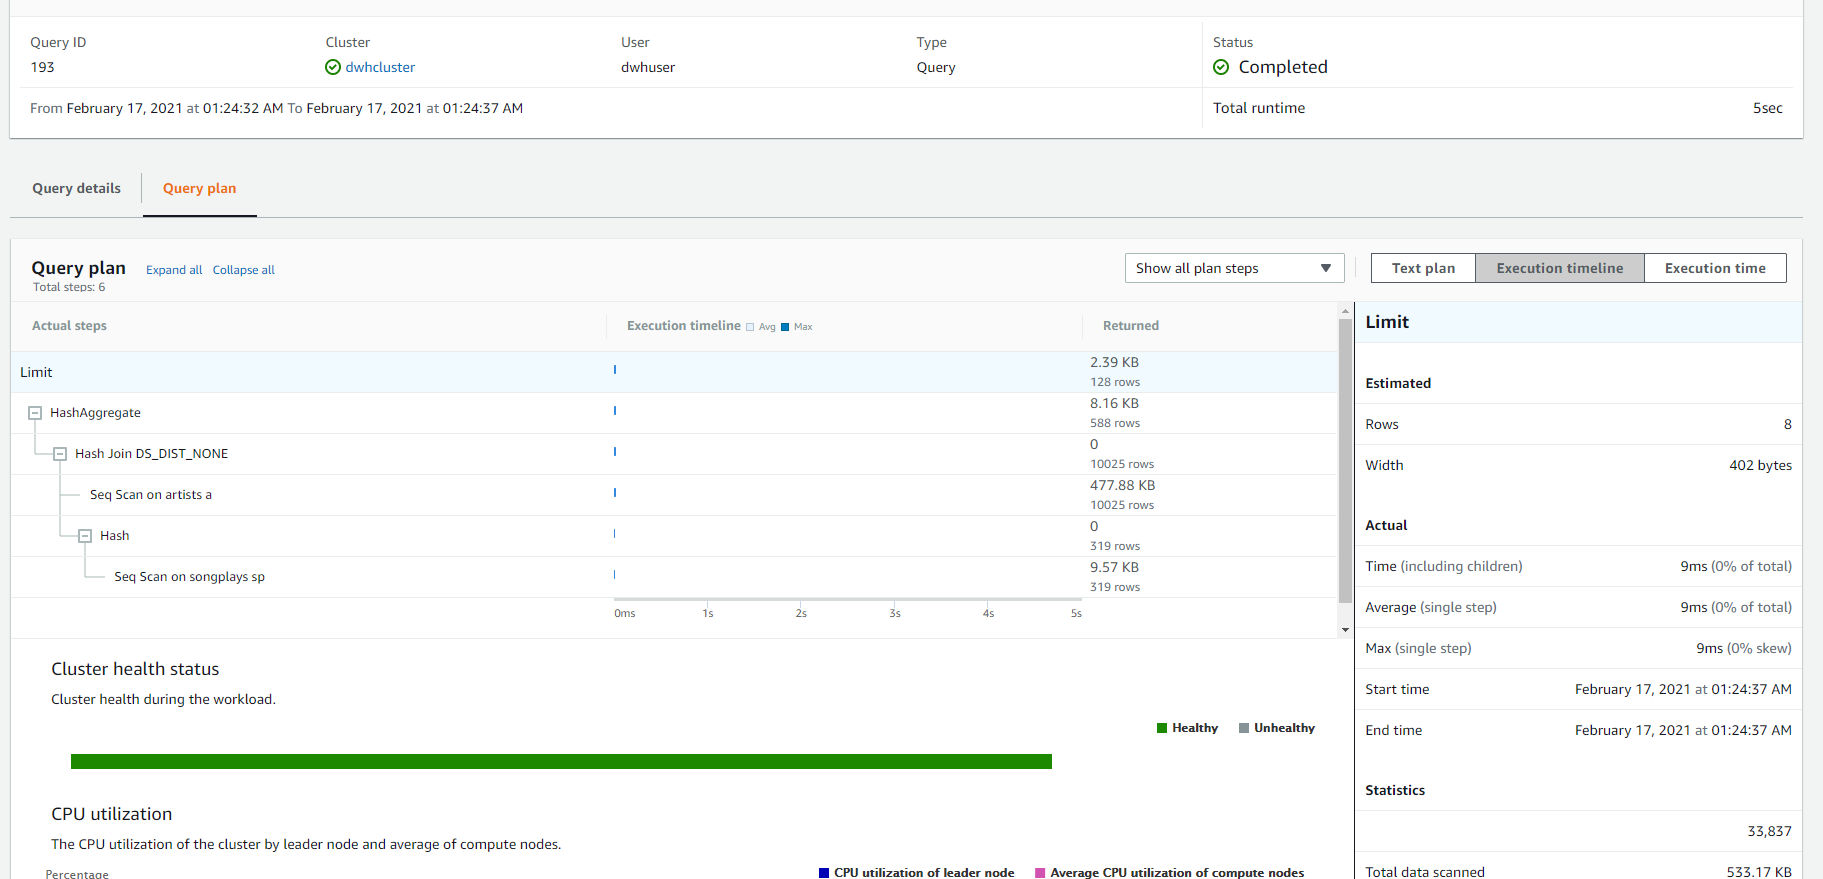 Query ID Cluster User Type Status
193 dwhcluster dwhuser Query Completed
From February 17, 2021 at 01:24:32 AM To February 17, 2021 at 01:24:37 AM Total runtime 5sec
Query details Query plan
Query plan Expand all Collapse all Show all plan steps Text plan Execution timeline Execution time
Total steps: 6
Actual steps Execution timeline Avg Max Returned
Limit 2.39 KB
128 rows
HashAggregate 8.16 KB
588 rows
Hash Join DS_DIST_NONE 0
10025 rows
Seq Scan on artists a 477.88 KB
10025 rows
Hash 0
319 rows
Seq Scan on songplays sp 9.57 KB
319 rows
0ms 1s 2s 3s 4s 5s
Limit
Estimated
Rows 8
Width 402 bytes
Actual
Time (including children) 9ms (0% of total)
Average (single step) 9ms (0% of total)
Max (single step) 9ms (0% skew)
Start time February 17, 2021 at 01:24:37 AM
End time February 17, 2021 at 01:24:37 AM
Statistics
33,837
Total data scanned 533.17 KB
Cluster health status
Cluster health during the workload.
Healthy Unhealthy
CPU utilization
The CPU utilization of the cluster by leader node and average of compute nodes.
Percentage CPU utilization of leader node Average CPU utilization of compute nodes